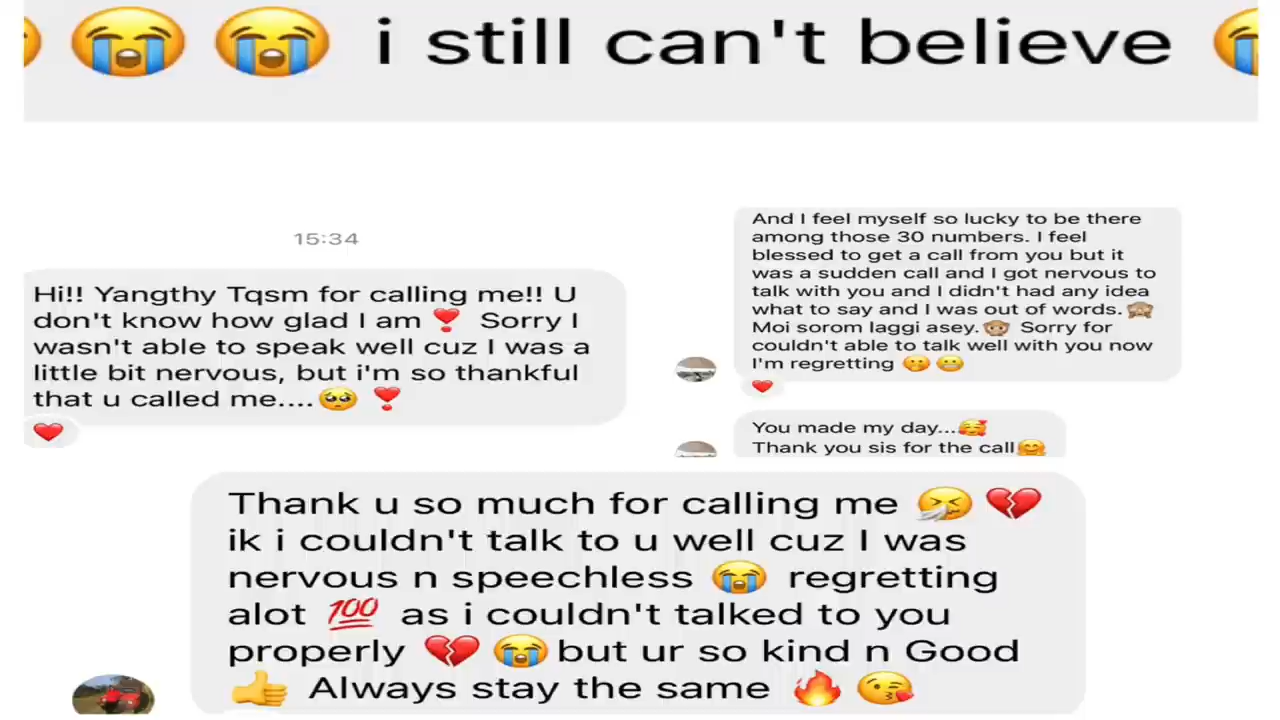 😭 😭 i still can't believe
15:34
Hi!! Yangthy Tqsm for calling me!! U
don't know how glad I am ❣️ Sorry I
wasn't able to speak well cuz I was a
little bit nervous, but i'm so thankful
that u called me....🥺 ❣️
And I feel myself so lucky to be there
among those 30 numbers. I feel
blessed to get a call from you but it
was a sudden call and I got nervous to
talk with you and I didn't had any idea
what to say and I was out of words.🙈
Moi sorom laggi asey.🐵 Sorry for
couldn't able to talk well with you now
I'm regretting 🤭 😬
You made my day...🥰
Thank you sis for the call🤗
Thank u so much for calling me 🤧 💔
ik i couldn't talk to u well cuz I was
nervous n speechless 😭 regretting
alot 💯 as i couldn't talked to you
properly 💔 😭 but ur so kind n Good
👍 Always stay the same 🔥 😘